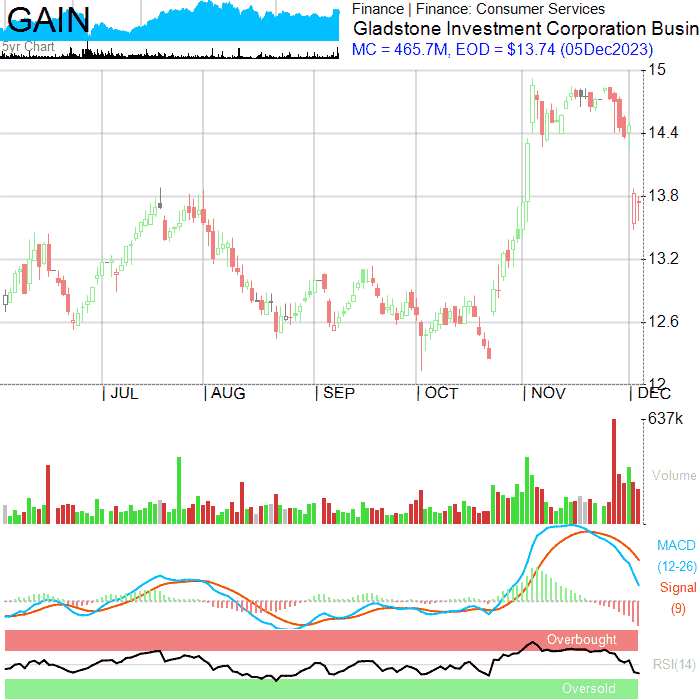 GAIN
5yr Chart
Finance | Finance: Consumer Services
Gladstone Investment Corporation Busin
MC = 465.7M, EOD = $13.74 (05Dec2023)
15
14.4
13.8
13.2
12.6
12
| JUL | AUG | SEP | OCT | NOV | DEC
637k
Volume
MACD
(12-26)
Signal
(9)
Overbought
RSI(14)
Oversold